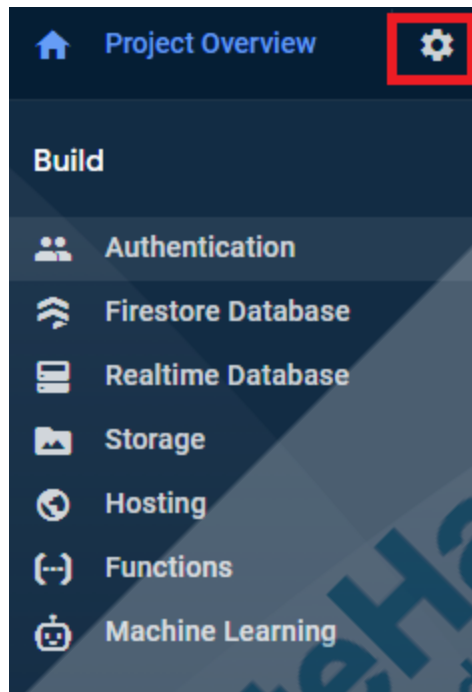 Project Overview
Build
Authentication
Firestore Database
Realtime Database
Storage
Hosting
Functions
Machine Learning